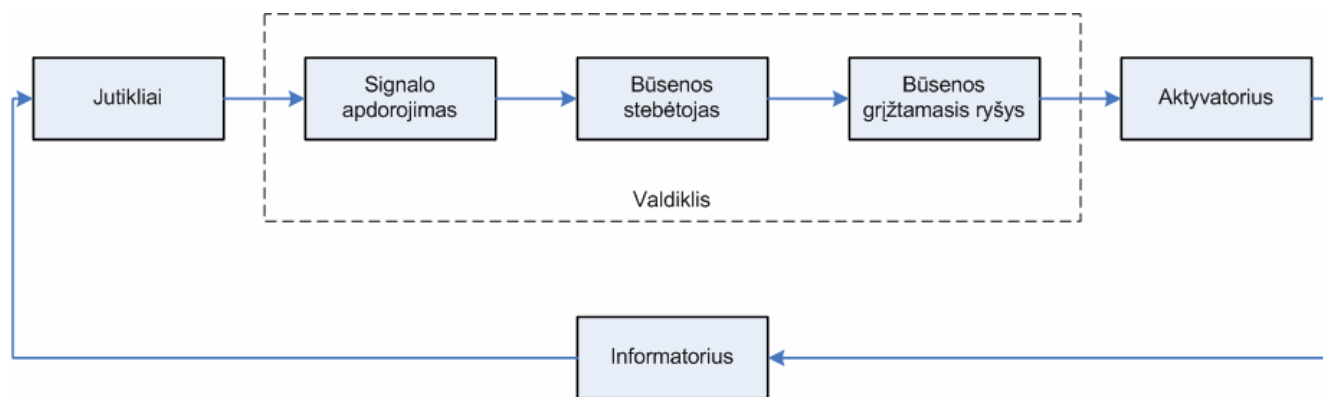 Jutikliai
Signalo
apdorojimas
Būsenos
stebėtojas
Būsenos
grįžtamasis ryšys
Aktyvatorius
Valdiklis
Informatorius